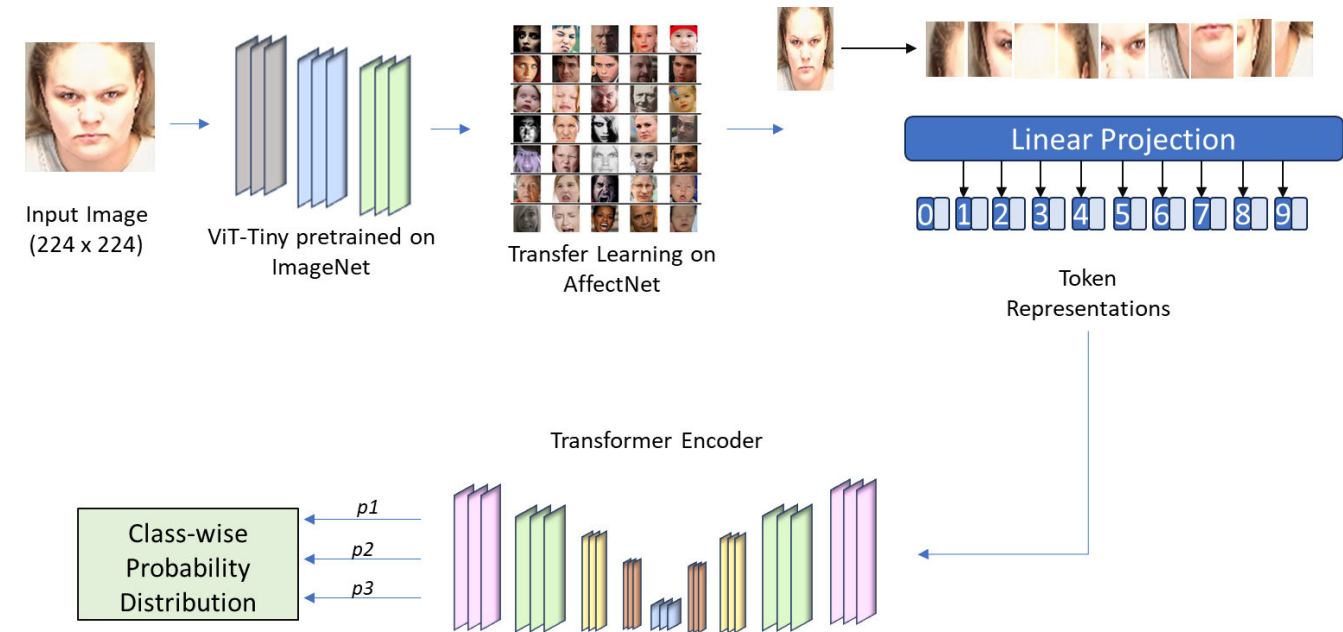 Input Image
(224 x 224)
ViT-Tiny pretrained on
ImageNet
Transfer Learning on
AffectNet
Linear Projection
0 1 2 3 4 5 6 7 8 9
Token
Representations
Transformer Encoder
p1
p2
p3
Class-wise
Probability
Distribution